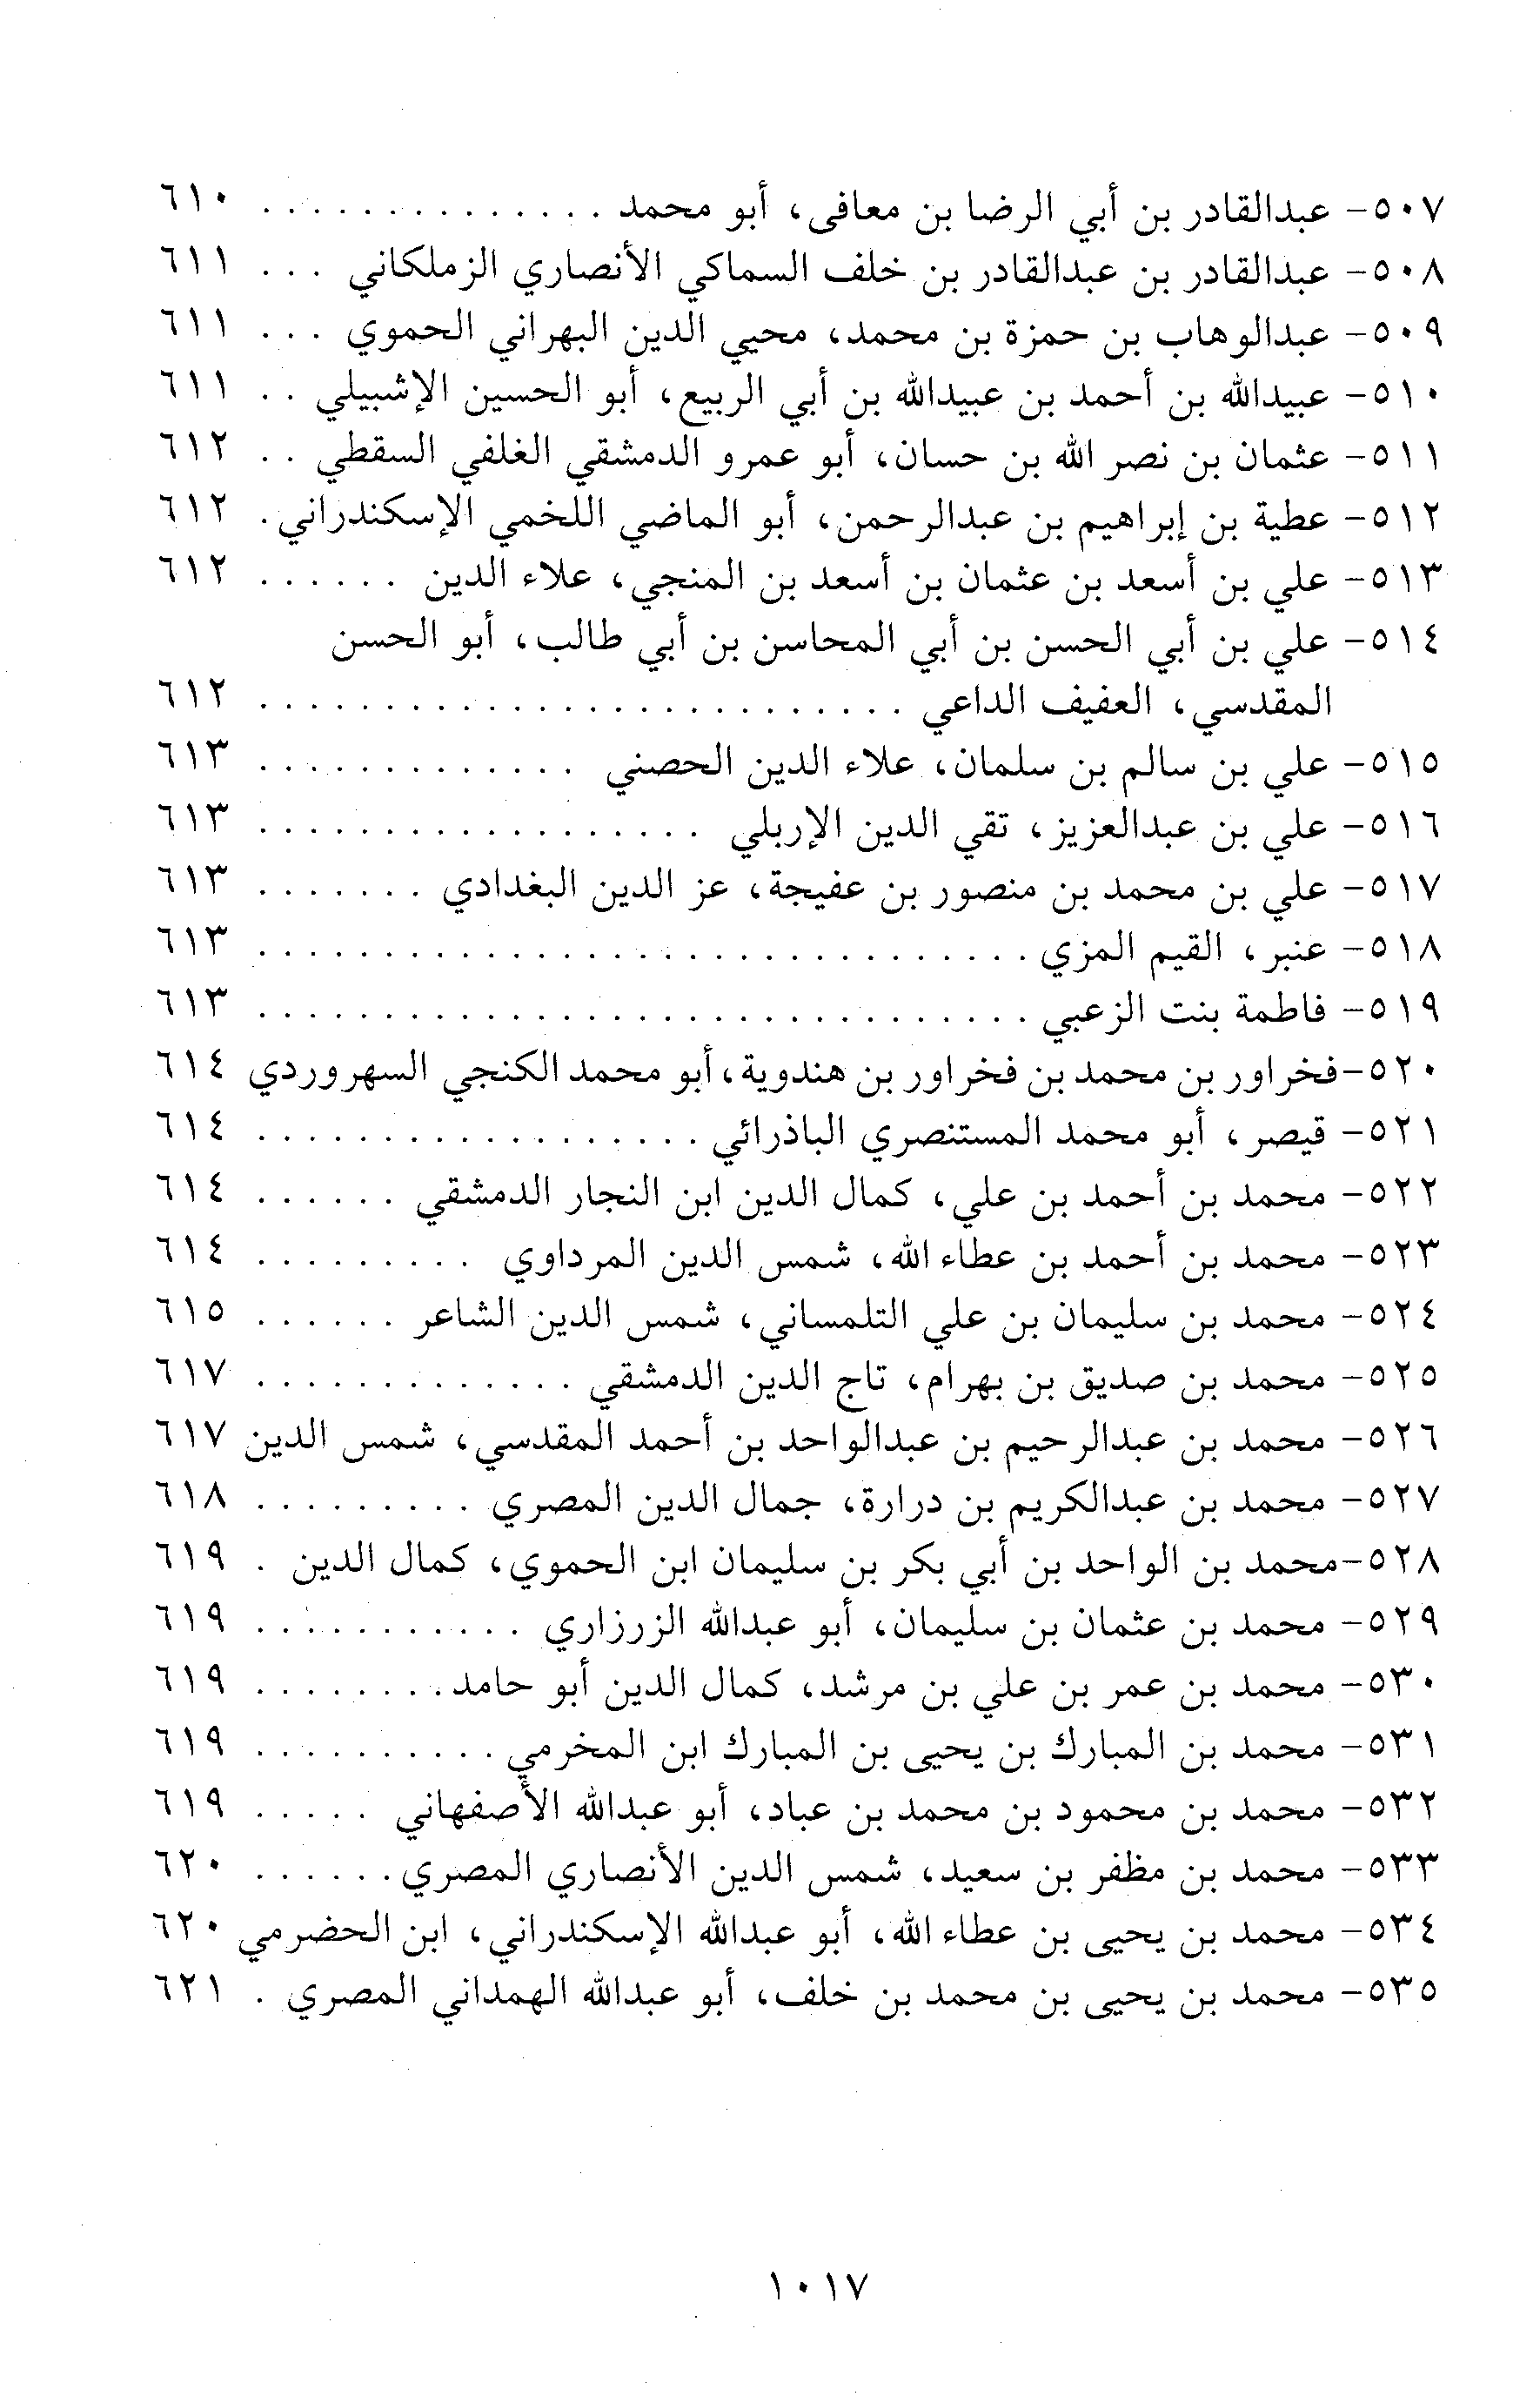 ٥٠٧- عبدالقادر بن أبي الرضا بن معافى، أبو محمد . . . . . . . . . . . . . . ٦١٠
٥٠٨- عبدالقادر بن عبدالقادر بن خلف السماكي الأنصاري الزملكاني . . . ٦١١
٥٠٩- عبدالوهاب بن حمزة بن محمد، محيي الدين البهراني الحموي . . . ٦١١
٥١٠- عبيدالله بن أحمد بن عبيدالله بن أبي الربيع، أبو الحسين الإشبيلي . . ٦١١
٥١١- عثمان بن نصر الله بن حسان، أبو عمرو الدمشقي الغلفي السقطي . . ٦١٢
٥١٢- عطية بن إبراهيم بن عبدالرحمن، أبو الماضي اللخمي الإسكندراني . ٦١٢
٥١٣- علي بن أسعد بن عثمان بن أسعد بن المنجي، علاء الدين . . . . . . ٦١٢
٥١٤- علي بن أبي الحسن بن أبي المحاسن بن أبي طالب، أبو الحسن
المقدسي، العفيف الداعي . . . . . . . . . . . . . . . . . . . . . . . . . . ٦١٢
٥١٥- علي بن سالم بن سلمان، علاء الدين الحصني . . . . . . . . . . . . . ٦١٣
٥١٦- علي بن عبدالعزيز، تقي الدين الإربلي . . . . . . . . . . . . . . . . . . ٦١٣
٥١٧- علي بن محمد بن منصور بن عفيجة، عز الدين البغدادي . . . . . . . ٦١٣
٥١٨- عنبر، القيم المزي . . . . . . . . . . . . . . . . . . . . . . . . . . . . . . . ٦١٣
٥١٩- فاطمة بنت الزعبي . . . . . . . . . . . . . . . . . . . . . . . . . . . . . . . ٦١٣
٥٢٠-فخراور بن محمد بن فخراور بن هندوية، أبو محمد الكنجي السهروردي ٦١٤
٥٢١- قيصر، أبو محمد المستنصري الباذرائي . . . . . . . . . . . . . . . . . . ٦١٤
٥٢٢- محمد بن أحمد بن علي، كمال الدين ابن النجار الدمشقي . . . . . . ٦١٤
٥٢٣- محمد بن أحمد بن عطاء الله، شمس الدين المرداوي . . . . . . . . . ٦١٤
٥٢٤- محمد بن سليمان بن علي التلمساني، شمس الدين الشاعر . . . . . . ٦١٥
٥٢٥- محمد بن صديق بن بهرام، تاج الدين الدمشقي . . . . . . . . . . . . . ٦١٧
٥٢٦- محمد بن عبدالرحيم بن عبدالواحد بن أحمد المقدسي، شمس الدين ٦١٧
٥٢٧- محمد بن عبدالكريم بن درارة، جمال الدين المصري . . . . . . . . . ٦١٨
٥٢٨-محمد بن الواحد بن أبي بكر بن سليمان ابن الحموي، كمال الدين . ٦١٩
٥٢٩- محمد بن عثمان بن سليمان، أبو عبدالله الزرزاري . . . . . . . . . . . ٦١٩
٥٣٠- محمد بن عمر بن علي بن مرشد، كمال الدين أبو حامد . . . . . . . . ٦١٩
٥٣١- محمد بن المبارك بن يحيى بن المبارك ابن المخرمي . . . . . . . . . . ٦١٩
٥٣٢- محمد بن محمود بن محمد بن عباد، أبو عبدالله الأصفهاني . . . . . ٦١٩
٥٣٣- محمد بن مظفر بن سعيد، شمس الدين الأنصاري المصري . . . . . . ٦٢٠
٥٣٤- محمد بن يحيى بن عطاء الله، أبو عبدالله الإسكندراني، ابن الحضرمي ٦٢٠
٥٣٥- محمد بن يحيى بن محمد بن خلف، أبو عبدالله الهمداني المصري . ٦٢١
١٠١٧